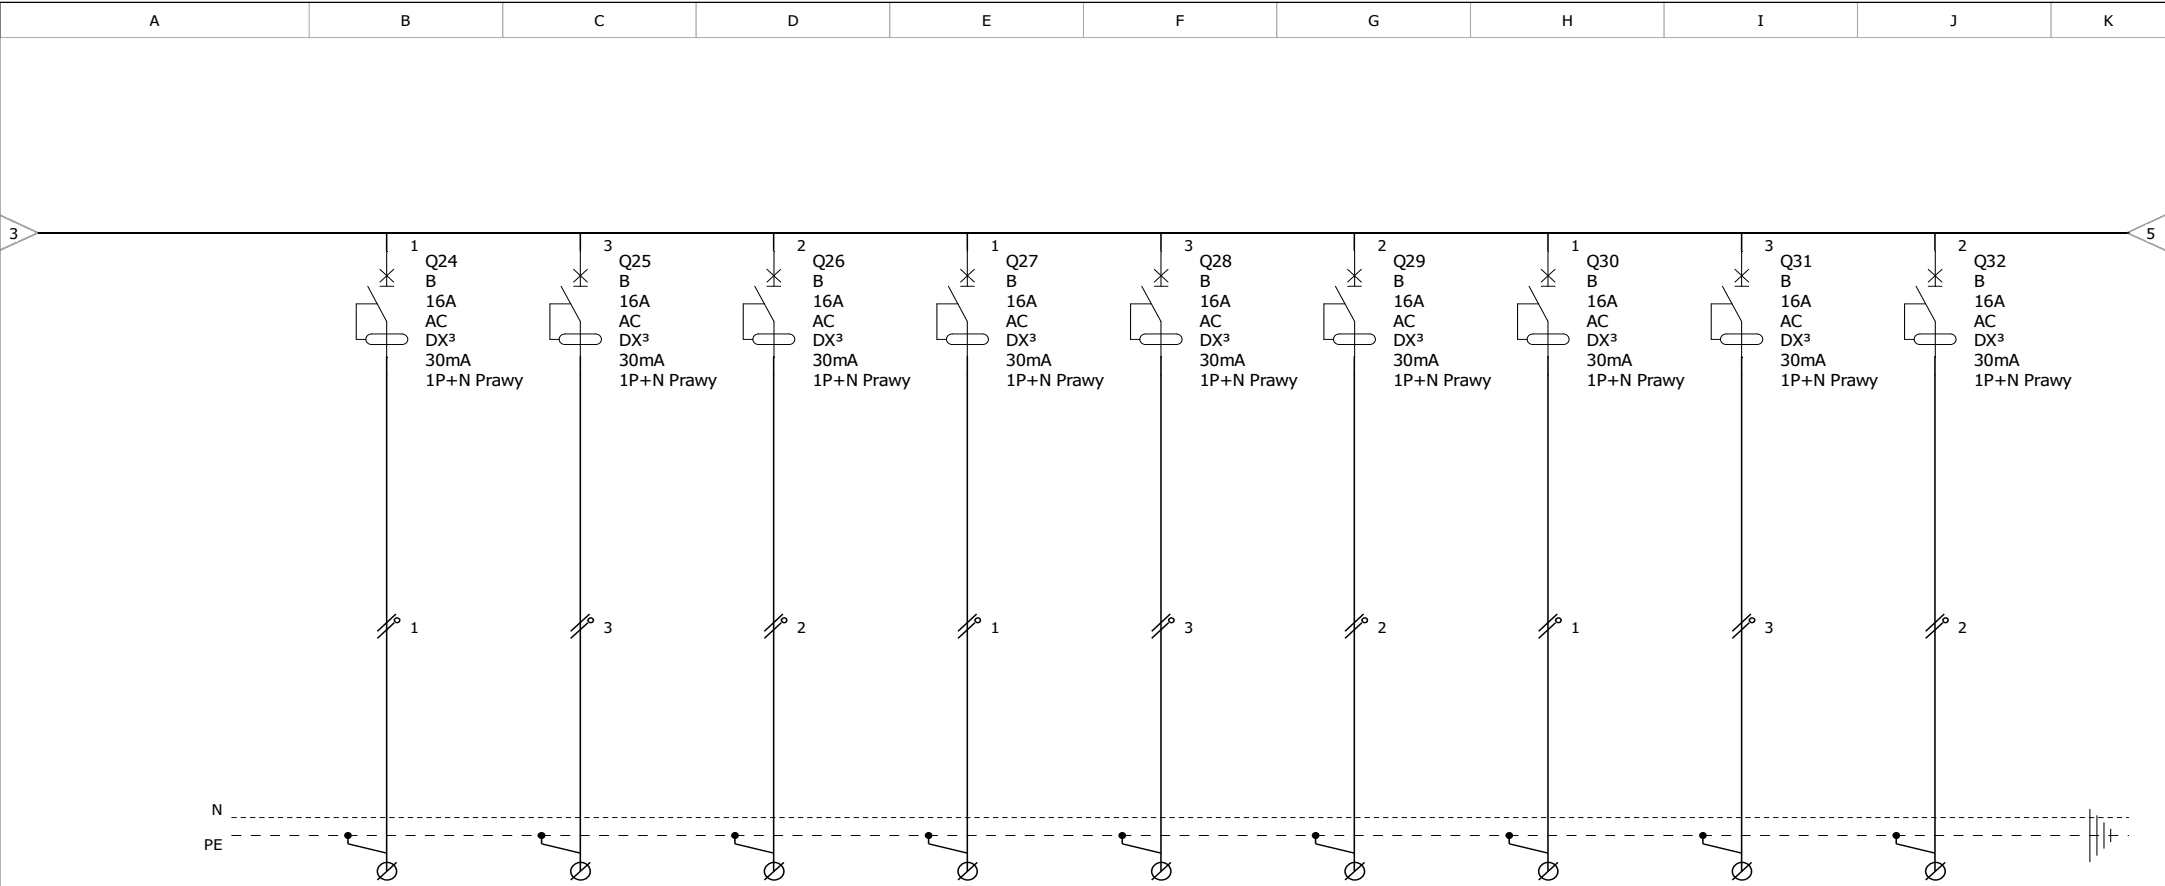 A B C D E F G H I J K
3
5
1 3 2 1 3 2 1 3 2
Q24 Q25 Q26 Q27 Q28 Q29 Q30 Q31 Q32
B B B B B B B B B
16A 16A 16A 16A 16A 16A 16A 16A 16A
AC AC AC AC AC AC AC AC AC
DX³ DX³ DX³ DX³ DX³ DX³ DX³ DX³ DX³
30mA 30mA 30mA 30mA 30mA 30mA 30mA 30mA 30mA
1P+N Prawy 1P+N Prawy 1P+N Prawy 1P+N Prawy 1P+N Prawy 1P+N Prawy 1P+N Prawy 1P+N Prawy 1P+N Prawy
1 3 2 1 3 2 1 3 2
N
PE